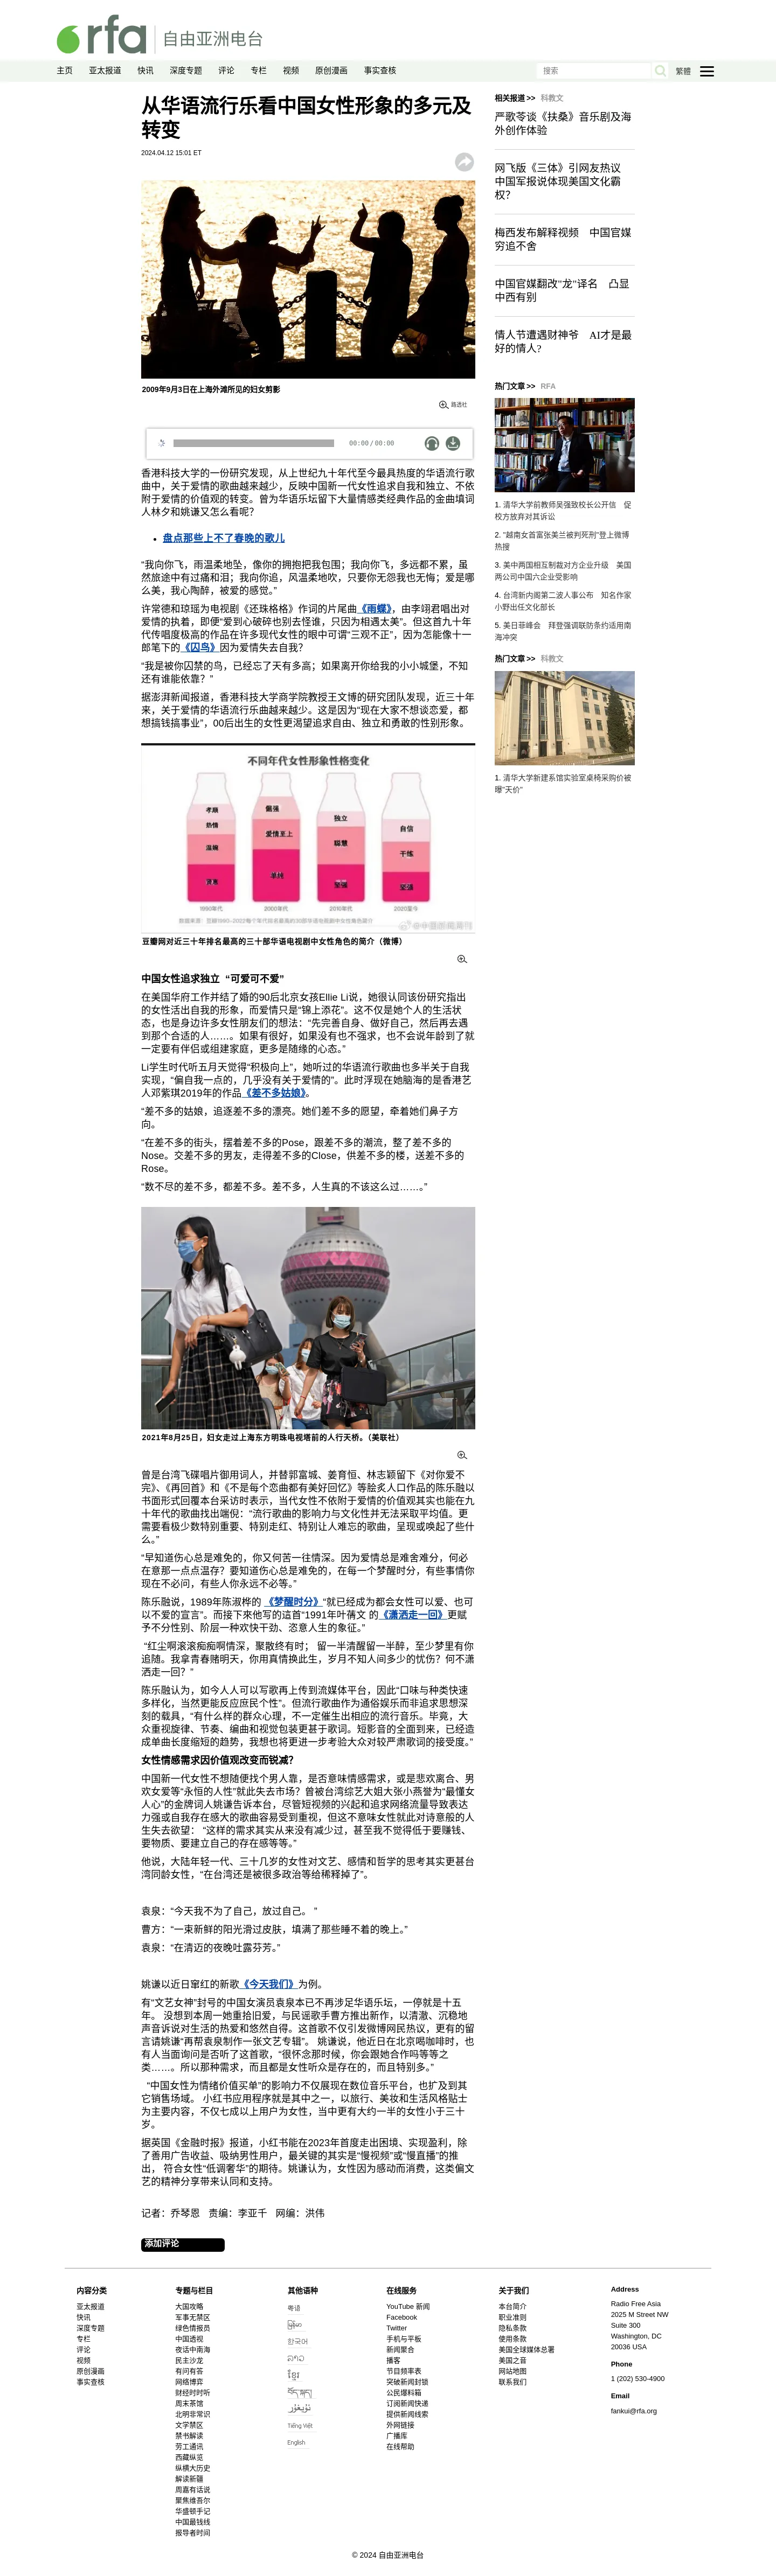 rfa 自由亚洲电台
主页 亚太报道 快讯 深度专题 评论 专栏 视频 原创漫画 事实查核 搜索 繁體
从华语流行乐看中国女性形象的多元及
转变
2024.04.12 15:01 ET
2009年9月3日在上海外滩所见的妇女剪影
路透社
00:00 / 00:00
香港科技大学的一份研究发现，从上世纪九十年代至今最具热度的华语流行歌
曲中，关于爱情的歌曲越来越少，反映中国新一代女性追求自我和独立、不依
附于爱情的价值观的转变。曾为华语乐坛留下大量情感类经典作品的金曲填词
人林夕和姚谦又怎么看呢？
盘点那些上不了春晚的歌儿
“我向你飞，雨温柔地坠，像你的拥抱把我包围；我向你飞，多远都不累，虽
然旅途中有过痛和泪；我向你追，风温柔地吹，只要你无怨我也无悔；爱是哪
么美，我心陶醉，被爱的感觉。”
许常德和琼瑶为电视剧《还珠格格》作词的片尾曲《雨蝶》，由李翊君唱出对
爱情的执着，即便“爱到心破碎也别去怪谁，只因为相遇太美”。但这首九十年
代传唱度极高的作品在许多现代女性的眼中可谓“三观不正”，因为怎能像十一
郎笔下的《囚鸟》因为爱情失去自我？
“我是被你囚禁的鸟，已经忘了天有多高；如果离开你给我的小小城堡，不知
还有谁能依靠？”
据澎湃新闻报道，香港科技大学商学院教授王文博的研究团队发现，近三十年
来，关于爱情的华语流行乐曲越来越少。这是因为“现在大家不想谈恋爱，都
想搞钱搞事业”，00后出生的女性更渴望追求自由、独立和勇敢的性别形象。
不同年代女性形象性格变化
孝顺
热情
温婉
贤惠
倔强
爱情至上
单纯
独立
聪慧
坚强
自信
干练
坚强
1990年代 2000年代 2010年代 2020至今
@中国新闻周刊
豆瓣网对近三十年排名最高的三十部华语电视剧中女性角色的简介（微博）
中国女性追求独立 “可爱可不爱”
在美国华府工作并结了婚的90后北京女孩Ellie Li说，她很认同该份研究指出
的女性活出自我的形象，而爱情只是“锦上添花”。这不仅是她个人的生活状
态，也是身边许多女性朋友们的想法：“先完善自身、做好自己，然后再去遇
到那个合适的人……。如果有很好，如果没有也不强求，也不会说年龄到了就
一定要有伴侣或组建家庭，更多是随缘的心态。”
Li学生时代听五月天觉得“积极向上”，她听过的华语流行歌曲也多半关于自我
实现，“偏自我一点的，几乎没有关于爱情的”。此时浮现在她脑海的是香港艺
人邓紫琪2019年的作品《差不多姑娘》。
“差不多的姑娘，追逐差不多的漂亮。她们差不多的愿望，牵着她们鼻子方
向。
“在差不多的街头，摆着差不多的Pose，跟差不多的潮流，整了差不多的
Nose。交差不多的男友，走得差不多的Close，供差不多的楼，送差不多的
Rose。
“数不尽的差不多，都差不多。差不多，人生真的不该这么过……。”
2021年8月25日，妇女走过上海东方明珠电视塔前的人行天桥。（美联社）
曾是台湾飞碟唱片御用词人，并替郭富城、姜育恒、林志颖留下《对你爱不
完》、《再回首》和《不是每个恋曲都有美好回忆》等脍炙人口作品的陈乐融以
书面形式回覆本台采访时表示，当代女性不依附于爱情的价值观其实也能在九
十年代的歌曲找出端倪：“流行歌曲的影响力与文化性并无法采取平均值。更
需要看极少数特别重要、特别走红、特别让人难忘的歌曲，呈现或唤起了些什
么。”
“早知道伤心总是难免的，你又何苦一往情深。因为爱情总是难舍难分，何必
在意那一点点温存？要知道伤心总是难免的，在每一个梦醒时分，有些事情你
现在不必问，有些人你永远不必等。”
陈乐融说，1989年陈淑桦的 《梦醒时分》“就已经成为都会女性可以爱、也可
以不爱的宣言”。而接下來他写的這首“1991年叶蒨文 的《潇洒走一回》更赋
予不分性别、阶层一种欢快干劲、恣意人生的象征。”
“红尘啊滚滚痴痴啊情深，聚散终有时； 留一半清醒留一半醉，至少梦里有你
追随。我拿青春赌明天，你用真情换此生，岁月不知人间多少的忧伤？何不潇
洒走一回？”
陈乐融认为，如今人人可以写歌再上传到流媒体平台，因此“口味与种类快速
多样化，当然更能反应庶民个性”。但流行歌曲作为通俗娱乐而非追求思想深
刻的载具，“有什么样的群众心理，不一定催生出相应的流行音乐。毕竟，大
众重视旋律、节奏、编曲和视觉包装更甚于歌词。短影音的全面到来，已经造
成单曲长度缩短的趋势，我想也将更进一步考验大众对较严肃歌词的接受度。”
女性情感需求因价值观改变而锐减？
中国新一代女性不想随便找个男人靠，是否意味情感需求，或是悲欢离合、男
欢女爱等“永恒的人性”就此失去市场？曾被台湾综艺大姐大张小燕誉为“最懂女
人心”的金牌词人姚谦告诉本台，尽管短视频的兴起和追求网络流量导致表达
力强或自我存在感大的歌曲容易受到重视，但这不意味女性就此对诗意般的人
生失去欲望： “这样的需求其实从来没有减少过，甚至我不觉得低于要赚钱、
要物质、要建立自己的存在感等等。”
他说，大陆年轻一代、三十几岁的女性对文艺、感情和哲学的思考其实更甚台
湾同龄女性，“在台湾还是被很多政治等给稀释掉了”。
袁泉：“今天我不为了自己，放过自己。 ”
曹方：“一束新鲜的阳光滑过皮肤，填满了那些睡不着的晚上。”
袁泉：“在清迈的夜晚吐露芬芳。”
姚谦以近日窜红的新歌《今天我们》为例。
有“文艺女神”封号的中国女演员袁泉本已不再涉足华语乐坛，一停就是十五
年。 没想到本周一她重拾旧爱，与民谣歌手曹方推出新作，以清澈、沉稳地
声音诉说对生活的热爱和悠然自得。这首歌不仅引发微博网民热议，更有的留
言请姚谦“再帮袁泉制作一张文艺专辑”。 姚谦说，他近日在北京喝咖啡时，也
有人当面询问是否听了这首歌，“很怀念那时候，你会跟她合作吗等等之
类……。所以那种需求，而且都是女性听众是存在的，而且特别多。”
“中国女性为情绪价值买单”的影响力不仅展现在数位音乐平台，也扩及到其
它销售场域。 小红书应用程序就是其中之一，以旅行、美妆和生活风格贴士
为主要内容，不仅七成以上用户为女性，当中更有大约一半的女性小于三十
岁。
据英国《金融时报》报道，小红书能在2023年首度走出困境、实现盈利，除
了善用广告收益、吸纳男性用户，最关键的其实是“慢视频”或“慢直播”的推
出， 符合女性“低调奢华”的期待。姚谦认为，女性因为感动而消费，这类偏文
艺的精神分享带来认同和支持。
记者：乔琴恩 责编：李亚千 网编：洪伟
添加评论
相关报道 >> 科教文
严歌苓谈《扶桑》音乐剧及海
外创作体验
网飞版《三体》引网友热议
中国军报说体现美国文化霸
权？
梅西发布解释视频 中国官媒
穷追不舍
中国官媒翻改"龙"译名 凸显
中西有别
情人节遭遇财神爷 AI才是最
好的情人？
热门文章 >> RFA
1. 清华大学前教师吴强致校长公开信 促
校方放弃对其诉讼
2. "越南女首富张美兰被判死刑"登上微博
热搜
3. 美中两国相互制裁对方企业升级 美国
两公司中国六企业受影响
4. 台湾新内阁第二波人事公布 知名作家
小野出任文化部长
5. 美日菲峰会 拜登强调联防条约适用南
海冲突
热门文章 >> 科教文
1. 清华大学新建系馆实验室桌椅采购价被
曝"天价"
内容分类
亚太报道
快讯
深度专题
专栏
评论
视频
原创漫画
事实查核
专题与栏目
大国攻略
军事无禁区
绿色情报员
中国透视
夜话中南海
民主沙龙
有问有答
网络博弈
财经时时听
周末茶馆
北明非常识
文学禁区
禁书解读
劳工通讯
西藏纵览
纵横大历史
解读新疆
周嘉有话说
聚焦维吾尔
华盛顿手记
中国最钱线
报导者时间
其他语种
粤语
မြန်မာ
한국어
ລາວ
ខ្មែរ
བོད་སྐད།
ئۇيغۇر
Tiếng Việt
English
在线服务
YouTube 新闻
Facebook
Twitter
手机与平板
新闻聚合
播客
节目频率表
突破新闻封锁
公民爆料箱
订阅新闻快递
提供新闻线索
外网链接
广播库
在线帮助
关于我们
本台简介
职业准则
隐私条款
使用条款
美国全球媒体总署
美国之音
网站地图
联系我们
Address
Radio Free Asia
2025 M Street NW
Suite 300
Washington, DC
20036 USA
Phone
1 (202) 530-4900
Email
fankui@rfa.org
© 2024 自由亚洲电台